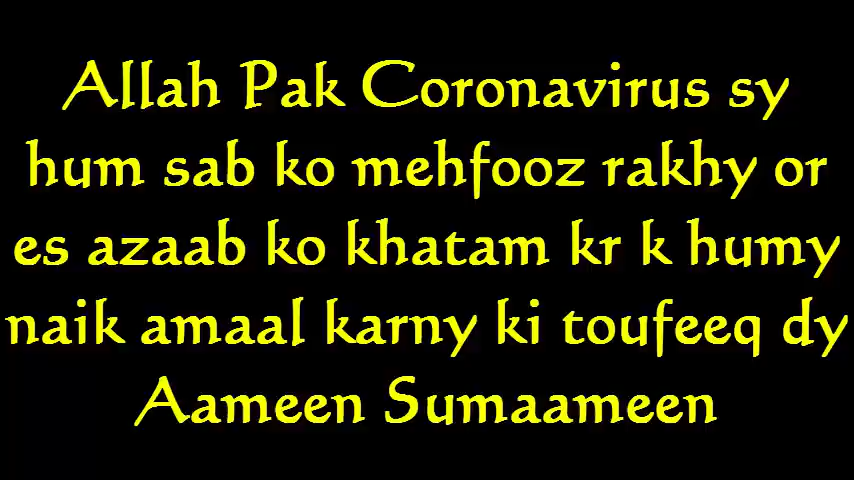 Allah Pak Coronavirus sy
hum sab ko mehfooz rakhy or
es azaab ko khatam kr k humy
naik amaal karny ki toufeeq dy
Aameen Sumaameen